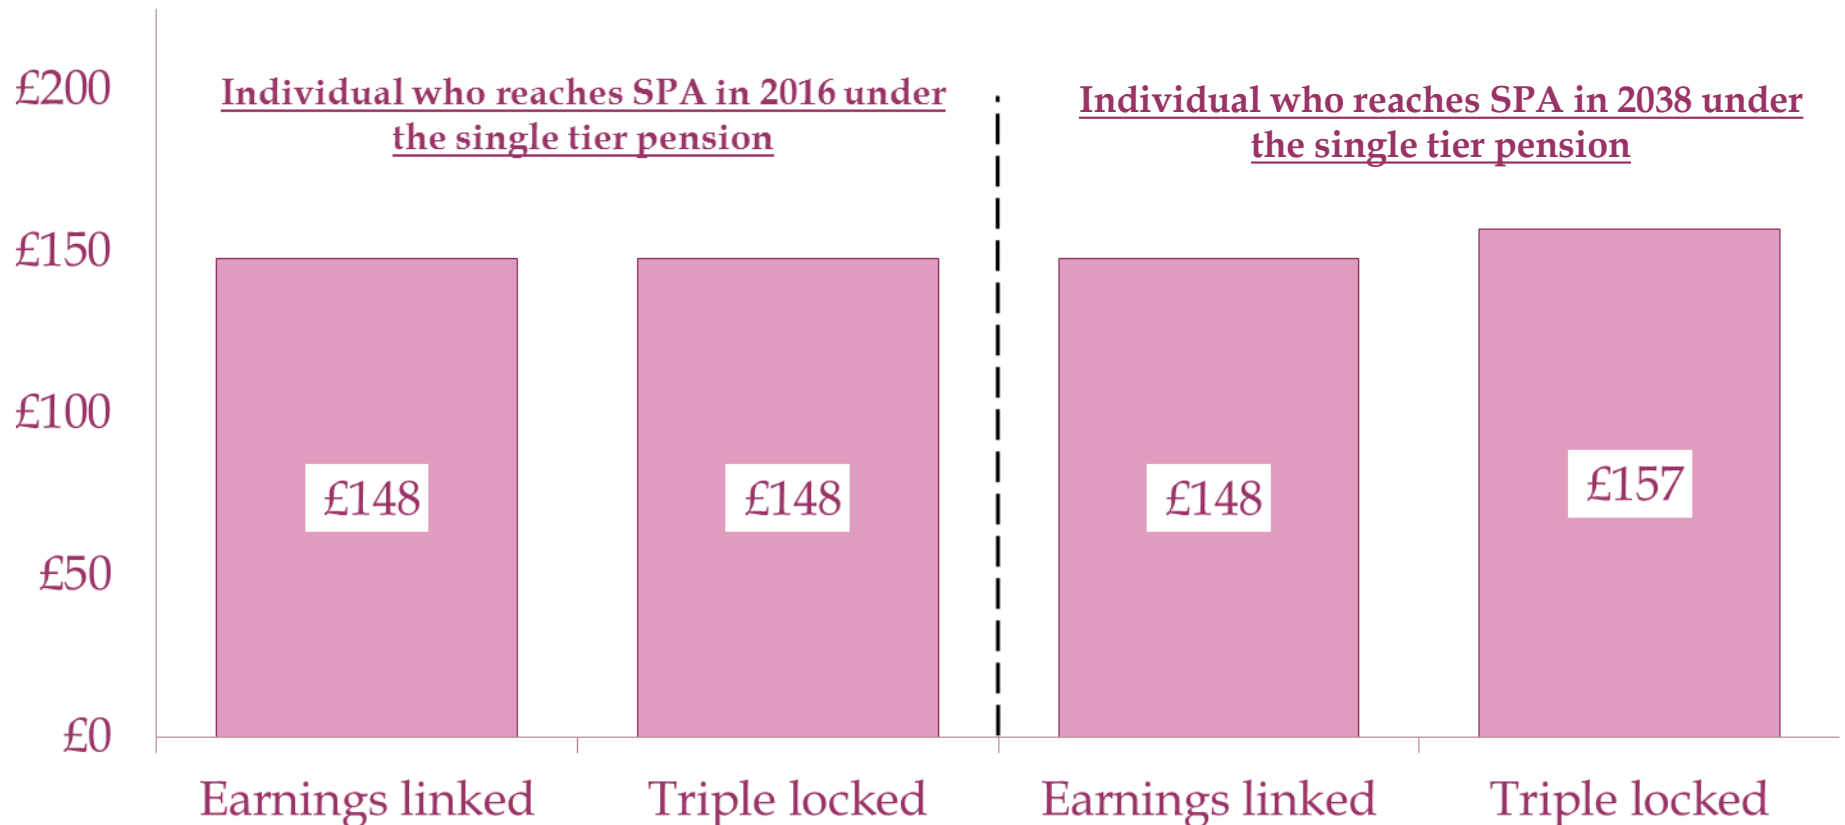 £200
£150
£100
£50
£0
Individual who reaches SPA in 2016 under
the single tier pension
Individual who reaches SPA in 2038 under
the single tier pension
£148
£148
£148
£157
Earnings linked
Triple locked
Earnings linked
Triple locked